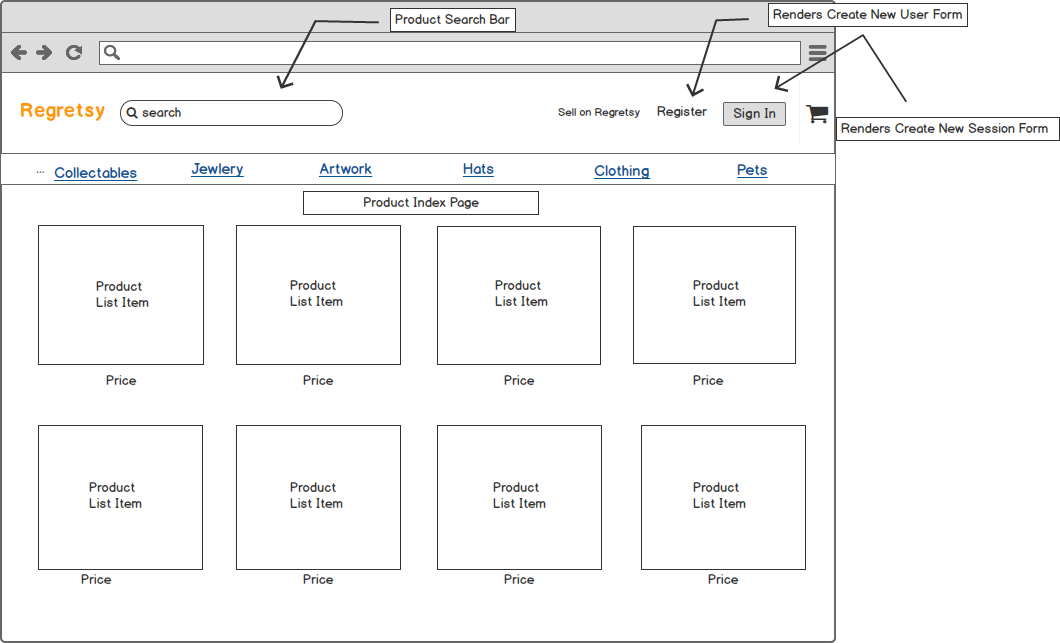 Product Search Bar
Renders Create New User Form
Regretsy
search
Sell on Regretsy
Register
Sign In
Renders Create New Session Form
...
Collectables
Jewlery
Artwork
Hats
Clothing
Pets
Product Index Page
Product
List Item
Product
List Item
Product
List Item
Product
List Item
Price
Price
Price
Price
Product
List Item
Product
List Item
Product
List Item
Product
List Item
Price
Price
Price
Price